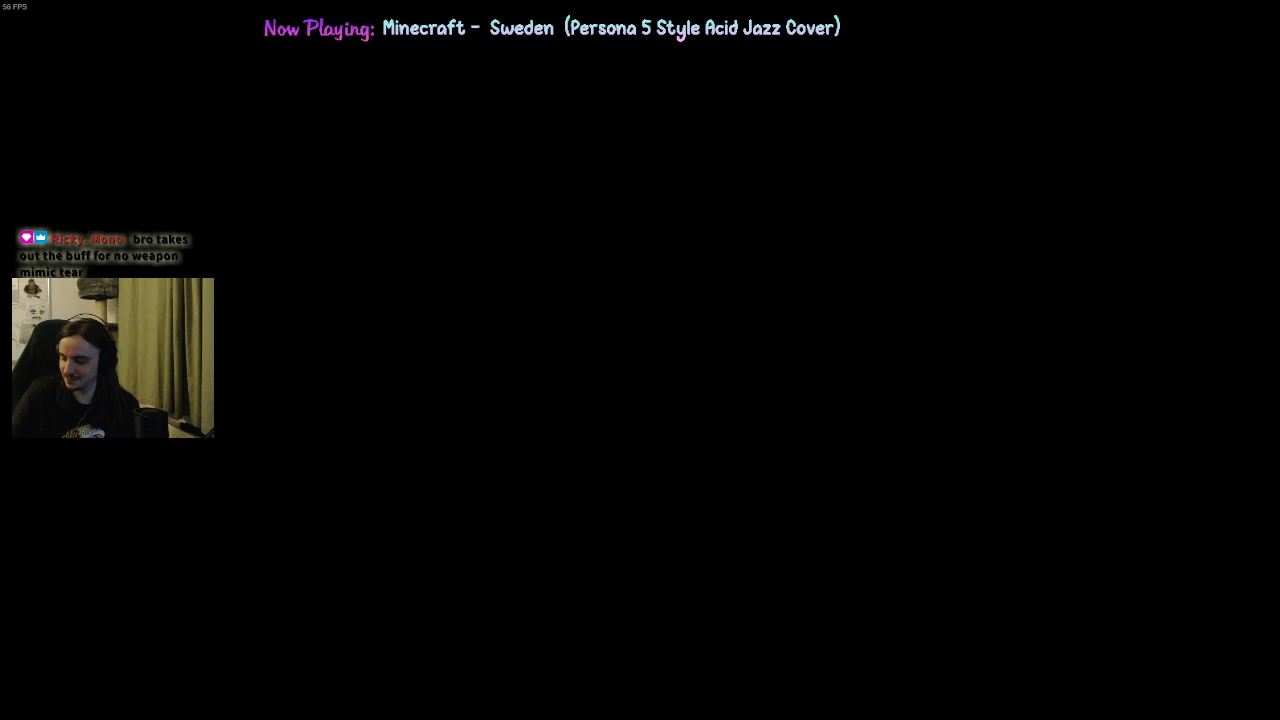 56 FPS
Now Playing: Minecraft - Sweden (Persona 5 Style Acid Jazz Cover)
Ricky_Mono: bro takes
out the buff for no weapon
mimic tear